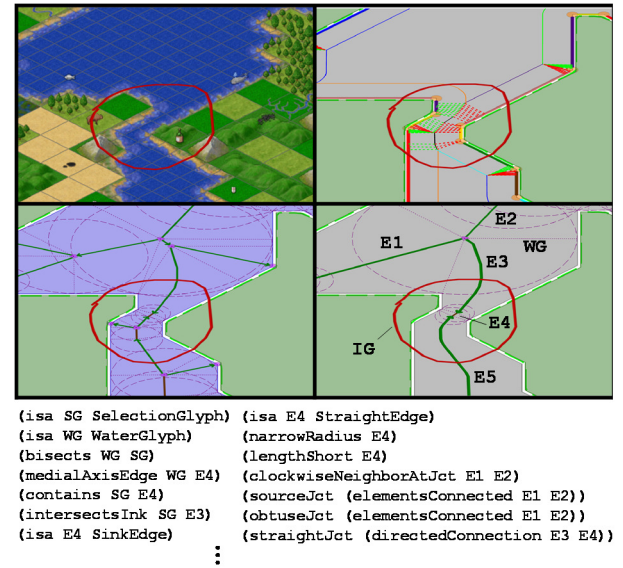 E1
E2
WG
E3
E4
IG
E5
(isa SG SelectionGlyph) (isa E4 StraightEdge)
(isa WG WaterGlyph) (narrowRadius E4)
(bisects WG SG) (lengthShort E4)
(medialAxisEdge WG E4) (clockwiseNeighborAtJct E1 E2)
(contains SG E4) (sourceJct (elementsConnected E1 E2))
(intersectsInk SG E3) (obtuseJct (elementsConnected E1 E2))
(isa E4 SinkEdge) (straightJct (directedConnection E3 E4))